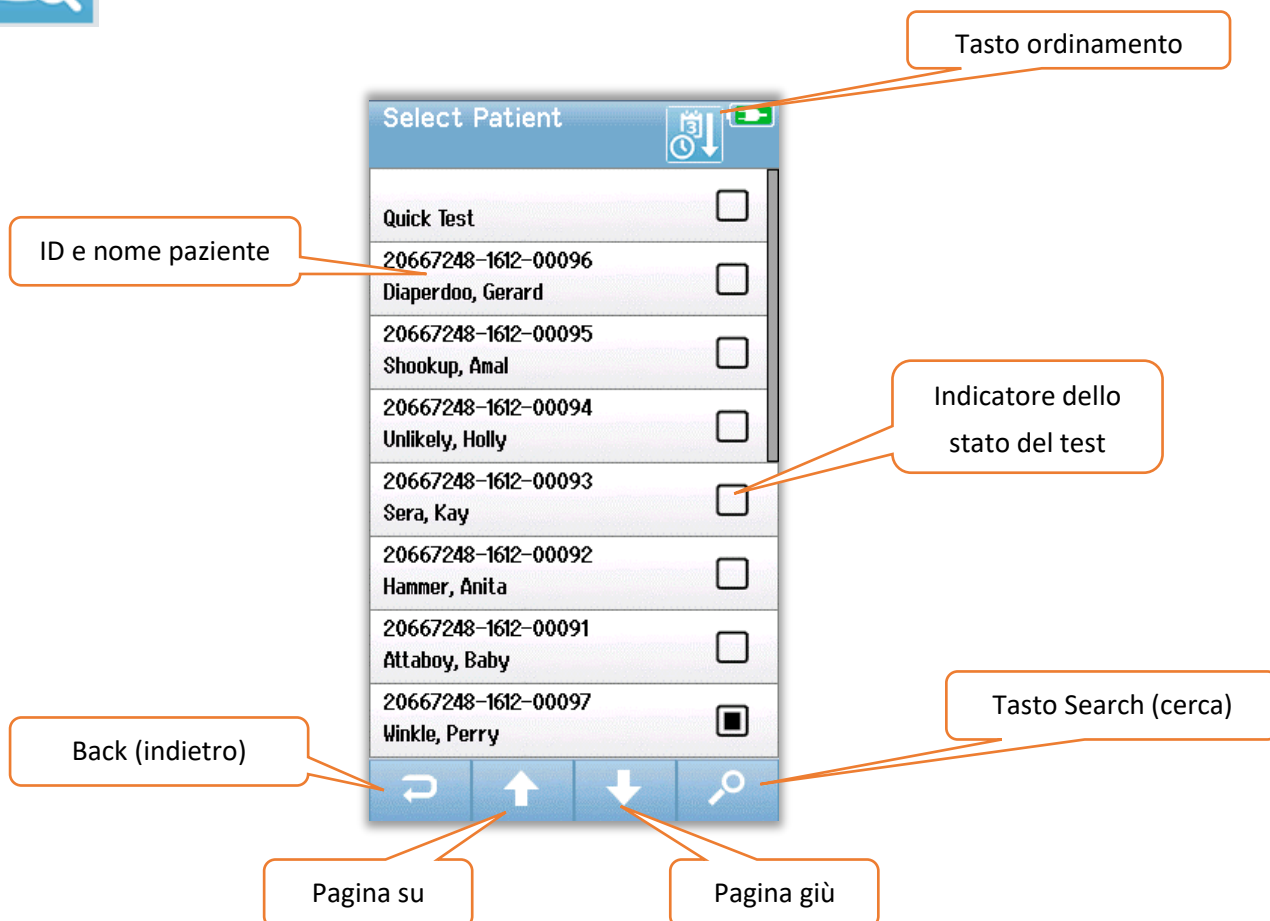 Tasto ordinamento
Select Patient
3
Quick Test
ID e nome paziente
20667248-1612-00096
Diaperdoo, Gerard
20667248-1612-00095
Shookup, Amal
Indicatore dello
stato del test
20667248-1612-00094
Unlikely, Holly
20667248-1612-00093
Sera, Kay
20667248-1612-00092
Hammer, Anita
20667248-1612-00091
Attaboy, Baby
20667248-1612-00097
Winkle, Perry
Tasto Search (cerca)
Back (indietro)
Pagina su
Pagina giù